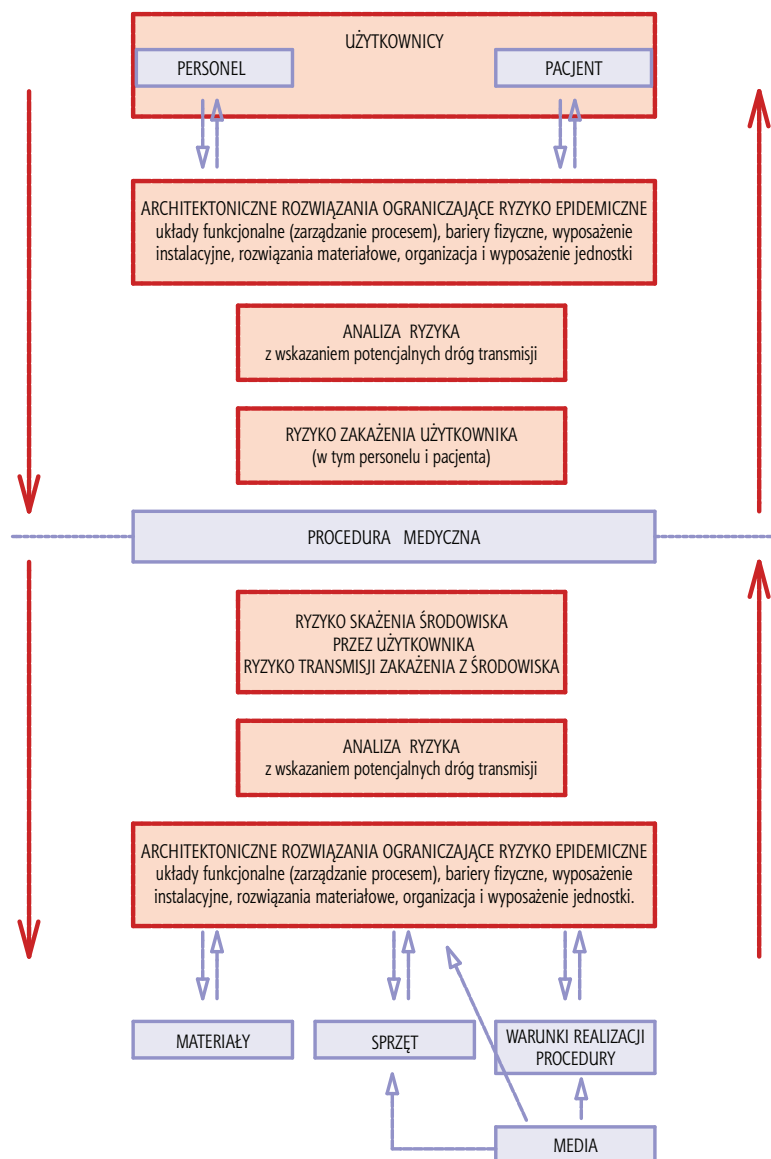 UŻYTKOWNICY
PERSONEL
PACJENT
ARCHITEKTONICZNE ROZWIĄZANIA OGRANICZAJĄCE RYZYKO EPIDEMICZNE
układy funkcjonalne (zarządzanie procesem), bariery fizyczne, wyposażenie
instalacyjne, rozwiązania materiałowe, organizacja i wyposażenie jednostki
ANALIZA RYZYKA
z wskazaniem potencjalnych dróg transmisji
RYZYKO ZAKAŻENIA UŻYTKOWNIKA
(w tym personelu i pacjenta)
PROCEDURA MEDYCZNA
RYZYKO SKAŻENIA ŚRODOWISKA
PRZEZ UŻYTKOWNIKA
RYZYKO TRANSMISJI ZAKAŻENIA Z ŚRODOWISKA
ANALIZA RYZYKA
z wskazaniem potencjalnych dróg transmisji
ARCHITEKTONICZNE ROZWIĄZANIA OGRANICZAJĄCE RYZYKO EPIDEMICZNE
układy funkcjonalne (zarządzanie procesem), bariery fizyczne, wyposażenie
instalacyjne, rozwiązania materiałowe, organizacja i wyposażenie jednostki.
MATERIAŁY
SPRZĘT
WARUNKI REALIZACJI
PROCEDURY
MEDIA